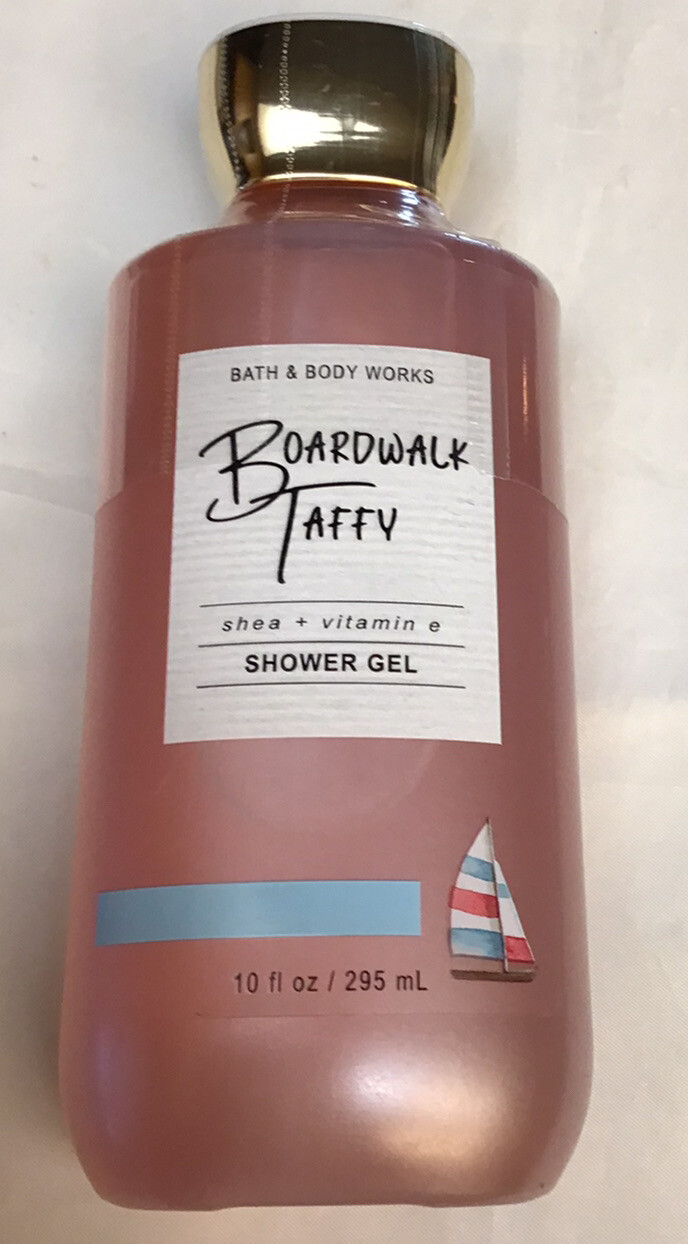 BATH & BODY WORKS
BOARDWALK
TAFFY
shea + vitamin e
SHOWER GEL
10 fl oz / 295 mL